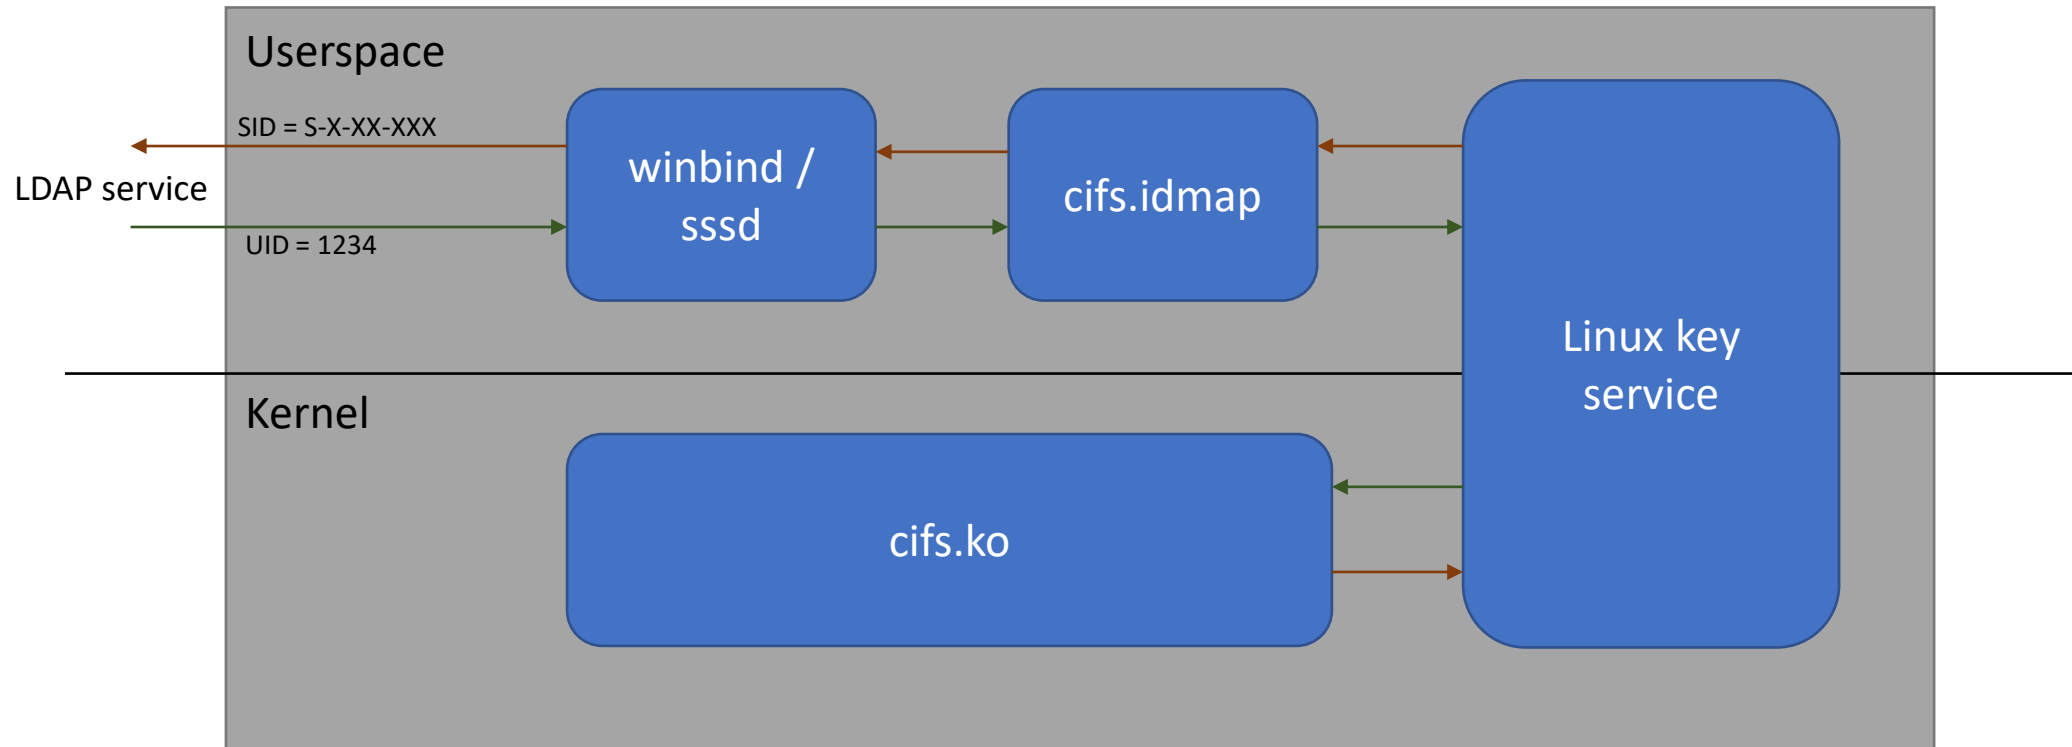 Userspace
SID = S-X-XX-XXX
LDAP service
UID = 1234
winbind /
sssd
cifs.idmap
Linux key
service
Kernel
cifs.ko